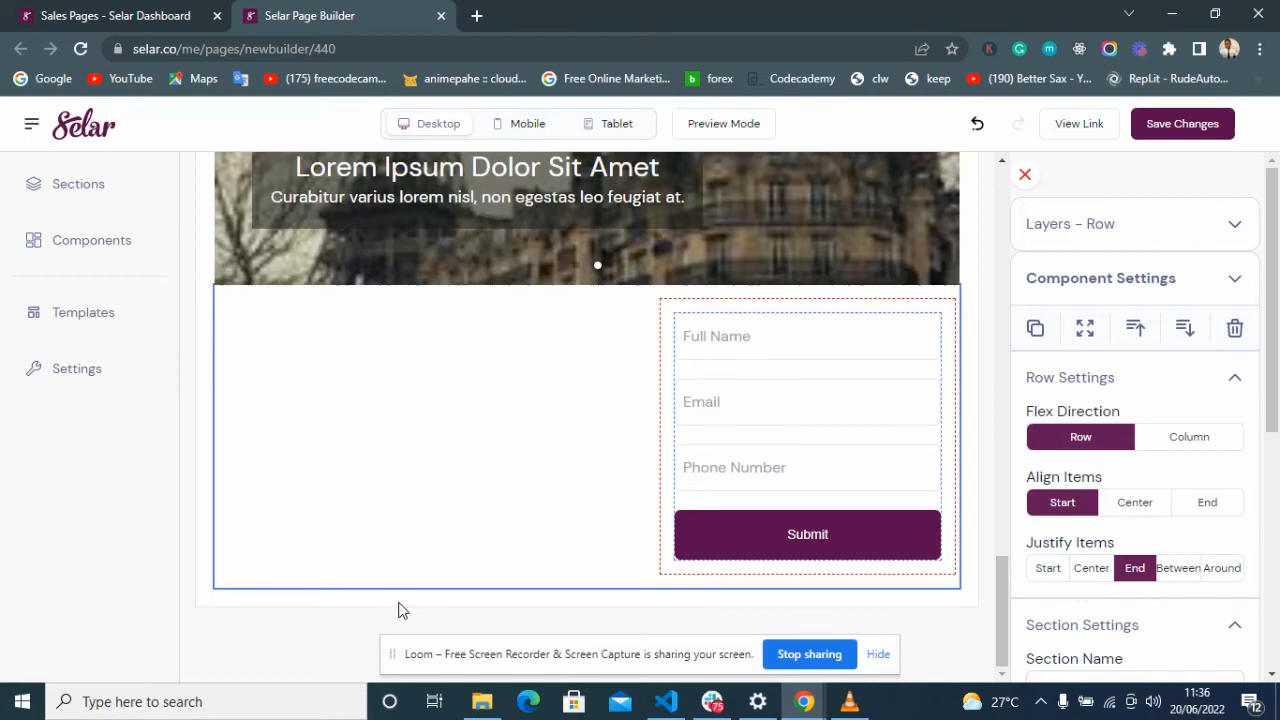 Sales Pages - Selar Dashboard
Selar Page Builder
selar.co/me/pages/newbuilder/440
Google
YouTube
Maps
(175) freecodecam...
animepahe :: cloud...
Free Online Marketi...
forex
Codecademy
clw
keep
(190) Better Sax - Y...
RepLit - RudeAuto...
Selar
Desktop
Mobile
Tablet
Preview Mode
View Link
Save Changes
Sections
Components
Templates
Settings
Lorem Ipsum Dolor Sit Amet
Curabitur varius lorem nisl, non egestas leo feugiat at.
Full Name
Email
Phone Number
Submit
Layers - Row
Component Settings
Row Settings
Flex Direction
Row
Column
Align Items
Start
Center
End
Justify Items
Start
Center
End
Between
Around
Section Settings
Section Name
Loom – Free Screen Recorder & Screen Capture is sharing your screen.
Stop sharing
Hide
Type here to search
75
27°C
11:36
20/06/2022
12